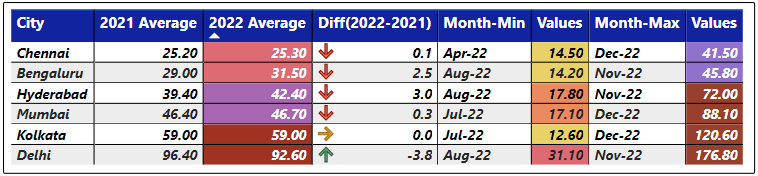 City 2021 Average 2022 Average Diff(2022-2021) Month-Min Values Month-Max Values
Chennai 25.20 25.30 0.1 Apr-22 14.50 Dec-22 41.50
Bengaluru 29.00 31.50 2.5 Aug-22 14.20 Nov-22 45.80
Hyderabad 39.40 42.40 3.0 Aug-22 17.80 Nov-22 72.00
Mumbai 46.40 46.70 0.3 Jul-22 17.10 Dec-22 88.10
Kolkata 59.00 59.00 0.0 Jul-22 12.60 Dec-22 120.60
Delhi 96.40 92.60 -3.8 Aug-22 31.10 Nov-22 176.80